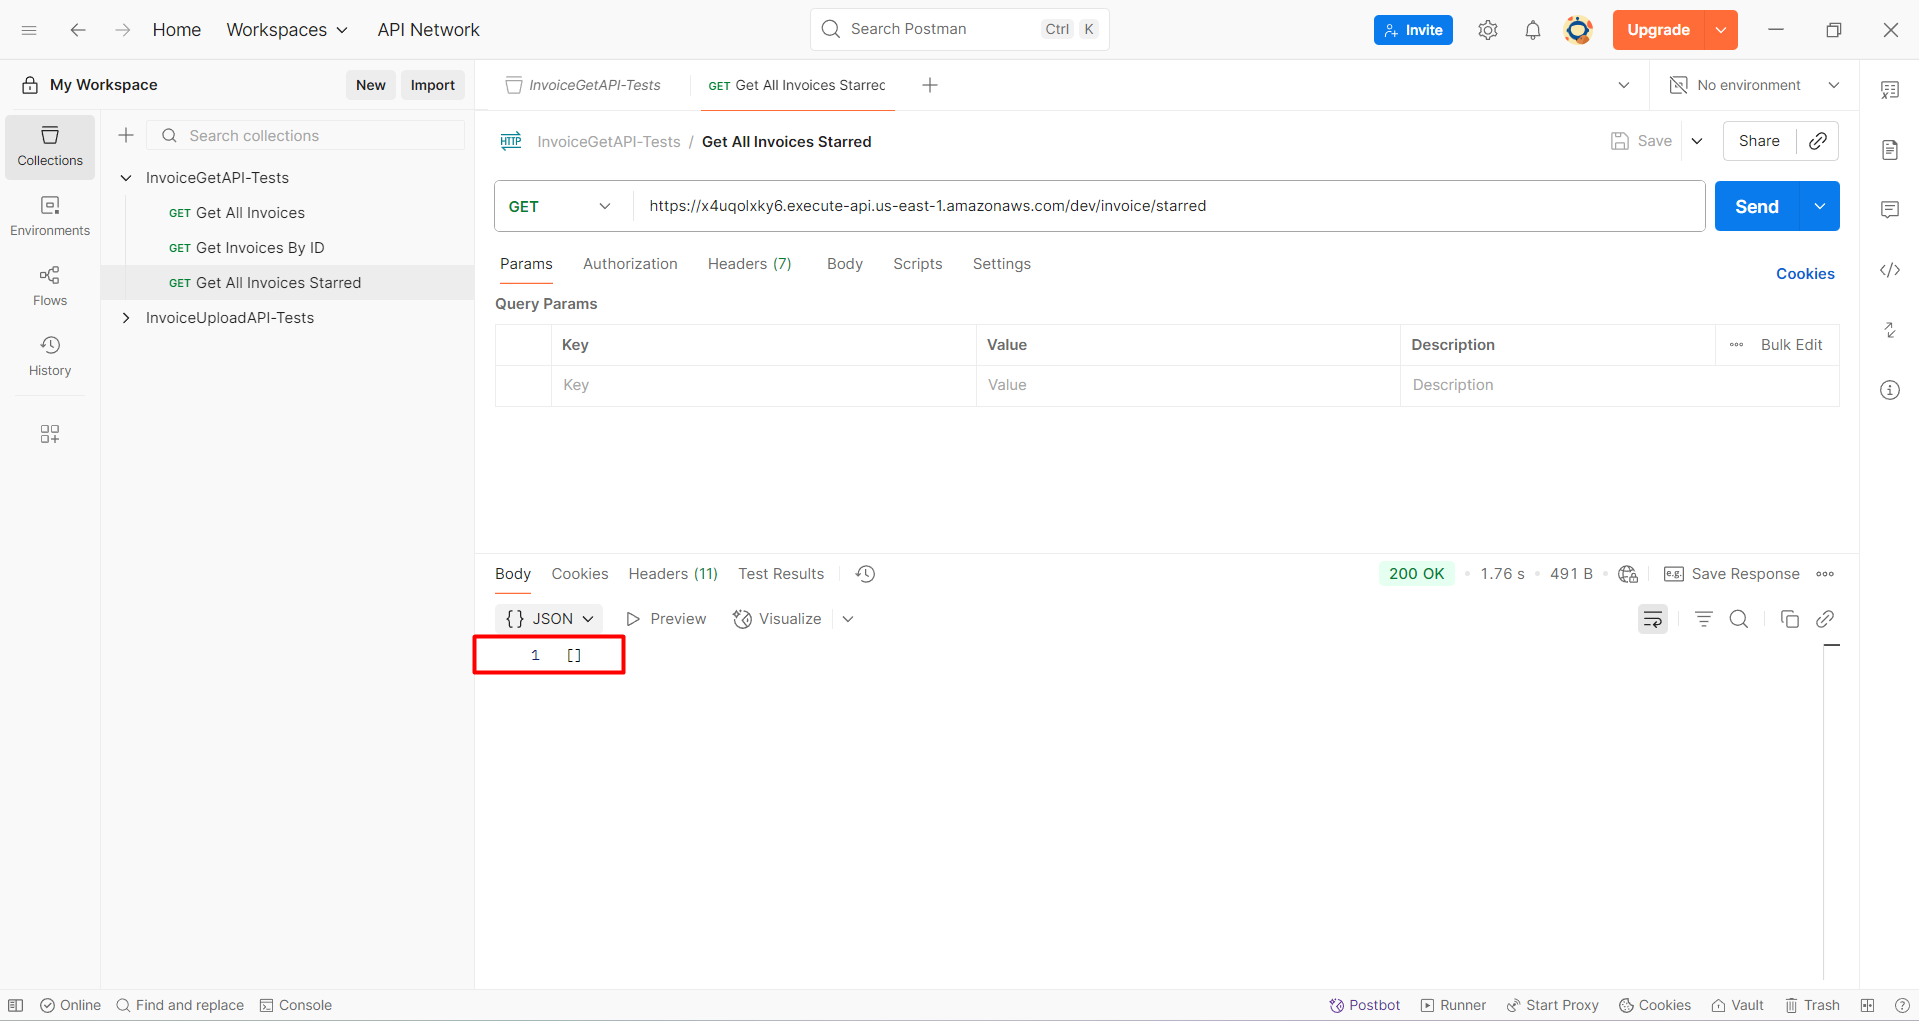 Home Workspaces API Network Search Postman Ctrl K Invite Upgrade
My Workspace New Import
InvoiceGetAPI-Tests GET Get All Invoices Starred No environment
Collections
Environments
Flows
History
Search collections
InvoiceGetAPI-Tests
GET Get All Invoices
GET Get Invoices By ID
GET Get All Invoices Starred
InvoiceUploadAPI-Tests
HTTP InvoiceGetAPI-Tests / Get All Invoices Starred Save Share
GET https://x4uqolxky6.execute-api.us-east-1.amazonaws.com/dev/invoice/starred Send
Params Authorization Headers (7) Body Scripts Settings Cookies
Query Params
Key Value Description Bulk Edit
Key Value Description
Body Cookies Headers (11) Test Results 200 OK • 1.76 s • 491 B • e.g. Save Response
{} JSON Preview Visualize
1 []
Online Find and replace Console Postbot Runner Start Proxy Cookies Vault Trash